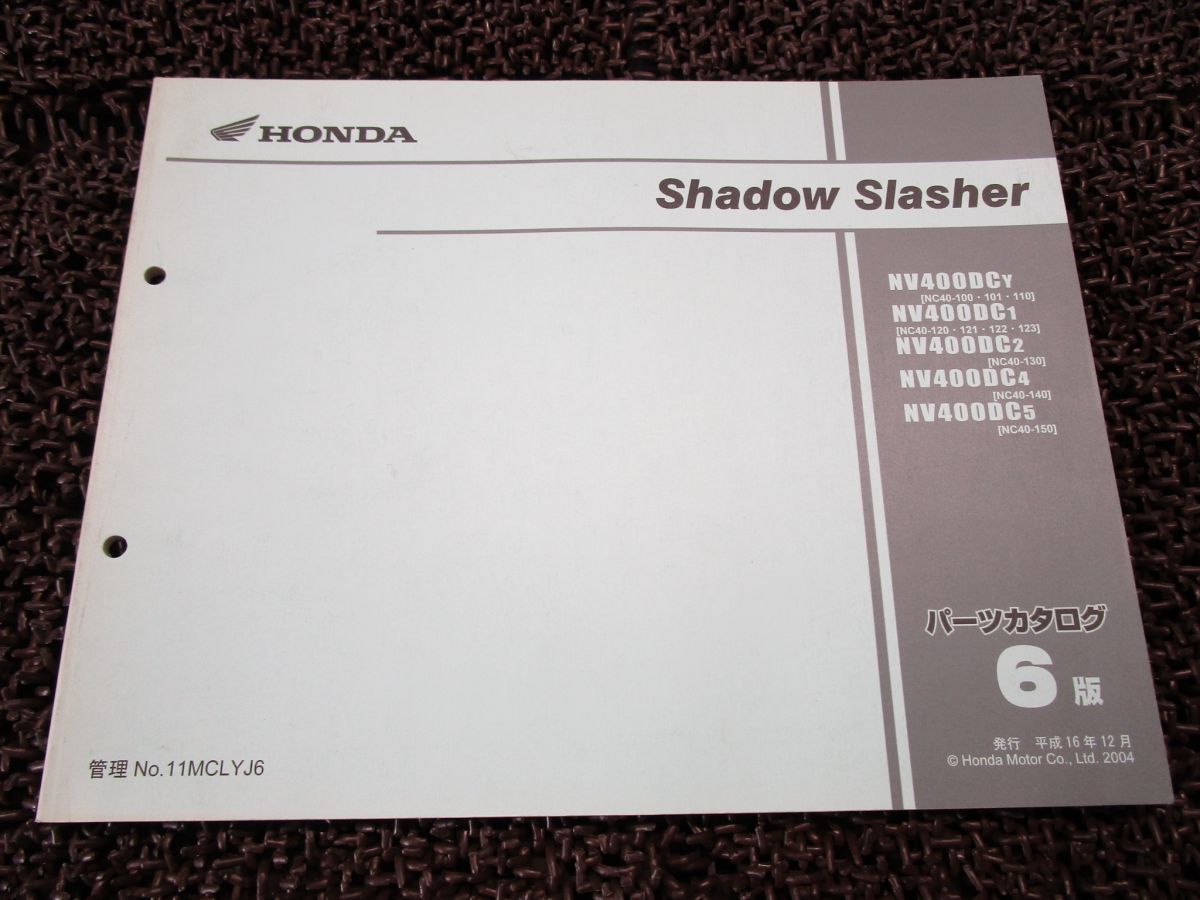 HONDA
Shadow Slasher
NV400DCY
[NC40-100・101・110]
NV400DC1
[NC40-120・121・122・123]
NV400DC2
[NC40-130]
NV400DC4
[NC40-140]
NV400DC5
[NC40-150]
パーツカタログ
6版
発行 平成16年12月
© Honda Motor Co., Ltd. 2004
管理 No.11MCLYJ6